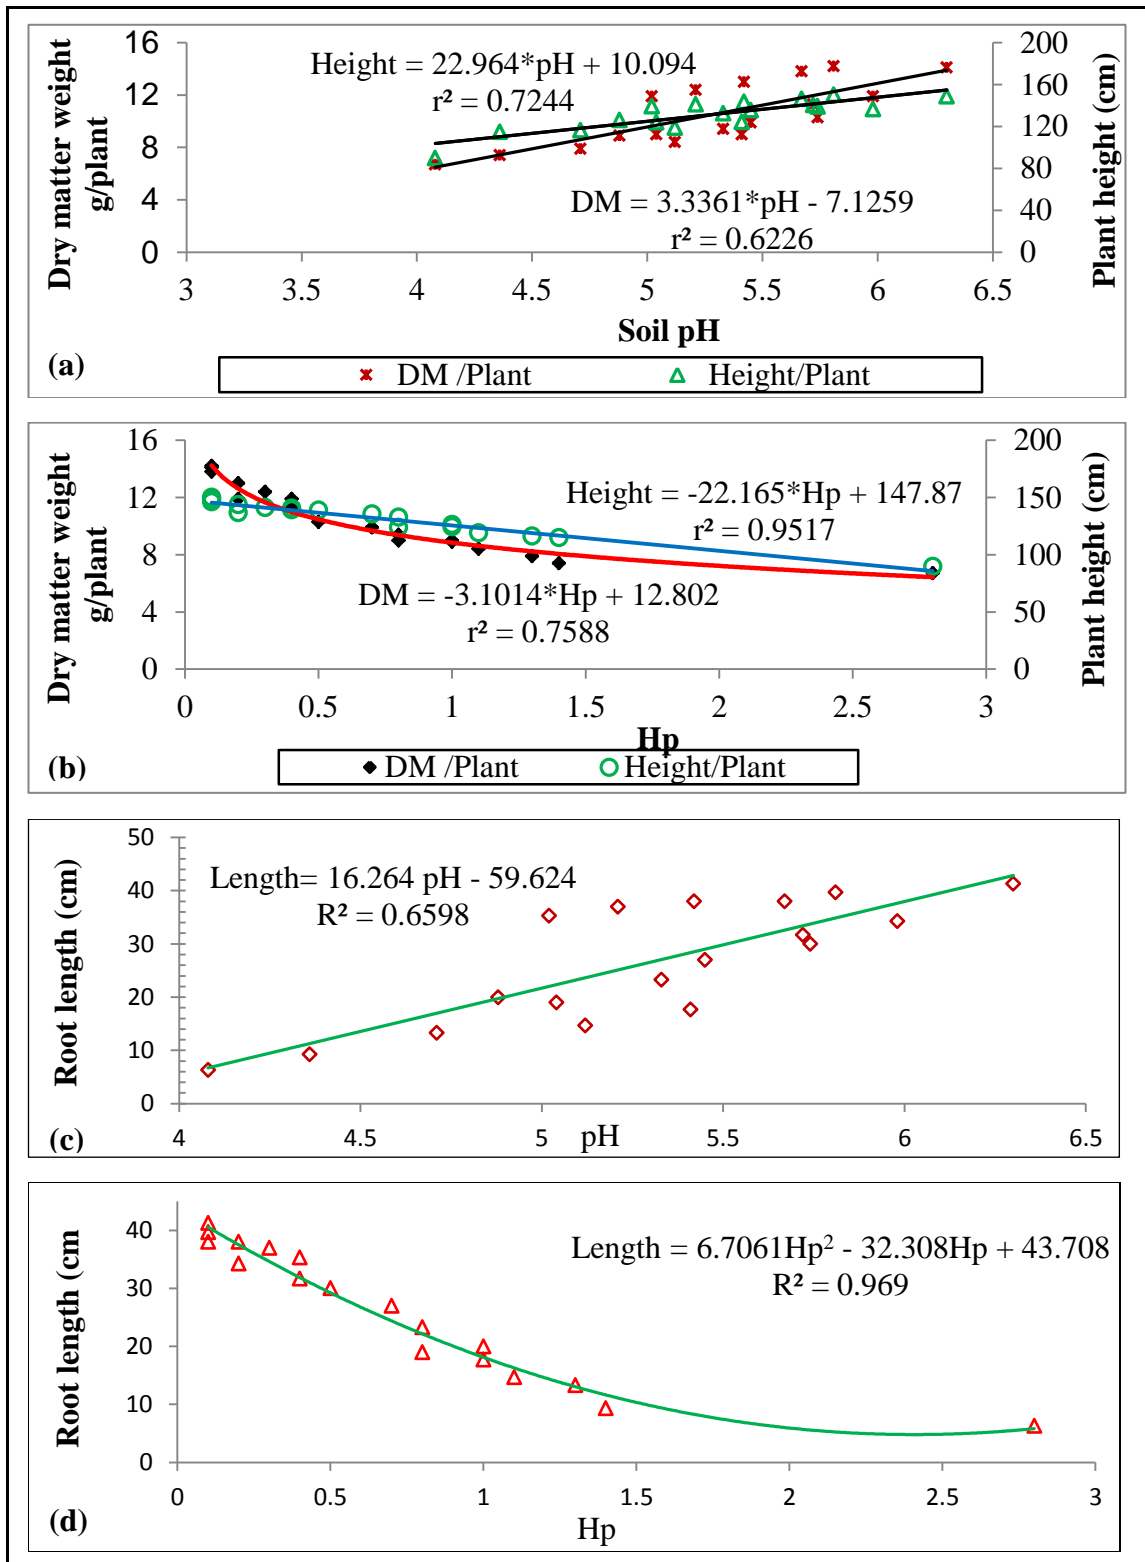 Dry matter weight
g/plant
16
12
8
4
0
Height = 22.964*pH + 10.094
r² = 0.7244
DM = 3.3361*pH - 7.1259
r² = 0.6226
200
160
120
80
40
0
Plant height (cm)
3 3.5 4 4.5 5 5.5 6 6.5
Soil pH
(a)
DM /Plant Height/Plant
Dry matter weight
g/plant
16
12
8
4
0
Height = -22.165*Hp + 147.87
r² = 0.9517
DM = -3.1014*Hp + 12.802
r² = 0.7588
200
150
100
50
0
Plant height (cm)
0 0.5 1 1.5 2 2.5 3
Hp
(b)
DM /Plant Height/Plant
Root length (cm)
50
40
30
20
10
0
Length= 16.264 pH - 59.624
R² = 0.6598
4 4.5 5 5.5 6 6.5
pH
(c)
Root length (cm
40
30
20
10
0
Length = 6.7061Hp² - 32.308Hp + 43.708
R² = 0.969
0 0.5 1 1.5 2 2.5 3
Hp
(d)